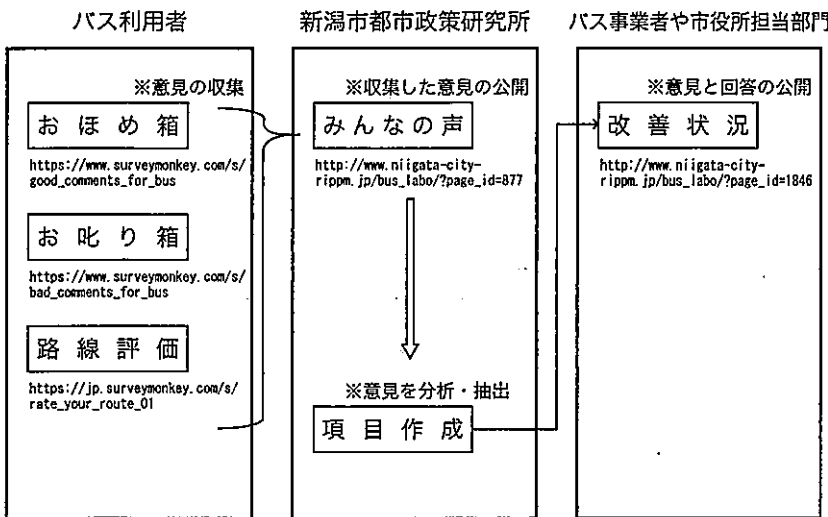 バス利用者
※意見の収集
おほめ箱
https://www.surveymonkey.com/s/
good_comments_for_bus
お叱り箱
https://www.surveymonkey.com/s/
bad_comments_for_bus
路線評価
https://jp.surveymonkey.com/s/
rate_your_route_01
新潟市都市政策研究所
※収集した意見の公開
みんなの声
http://www.niigata-city-
rippm.jp/bus_labo/?page_id=877
※意見を分析・抽出
項目作成
バス事業者や市役所担当部門
※意見と回答の公開
改善状況
http://www.niigata-city-
rippm.jp/bus_labo/?page_id=1846